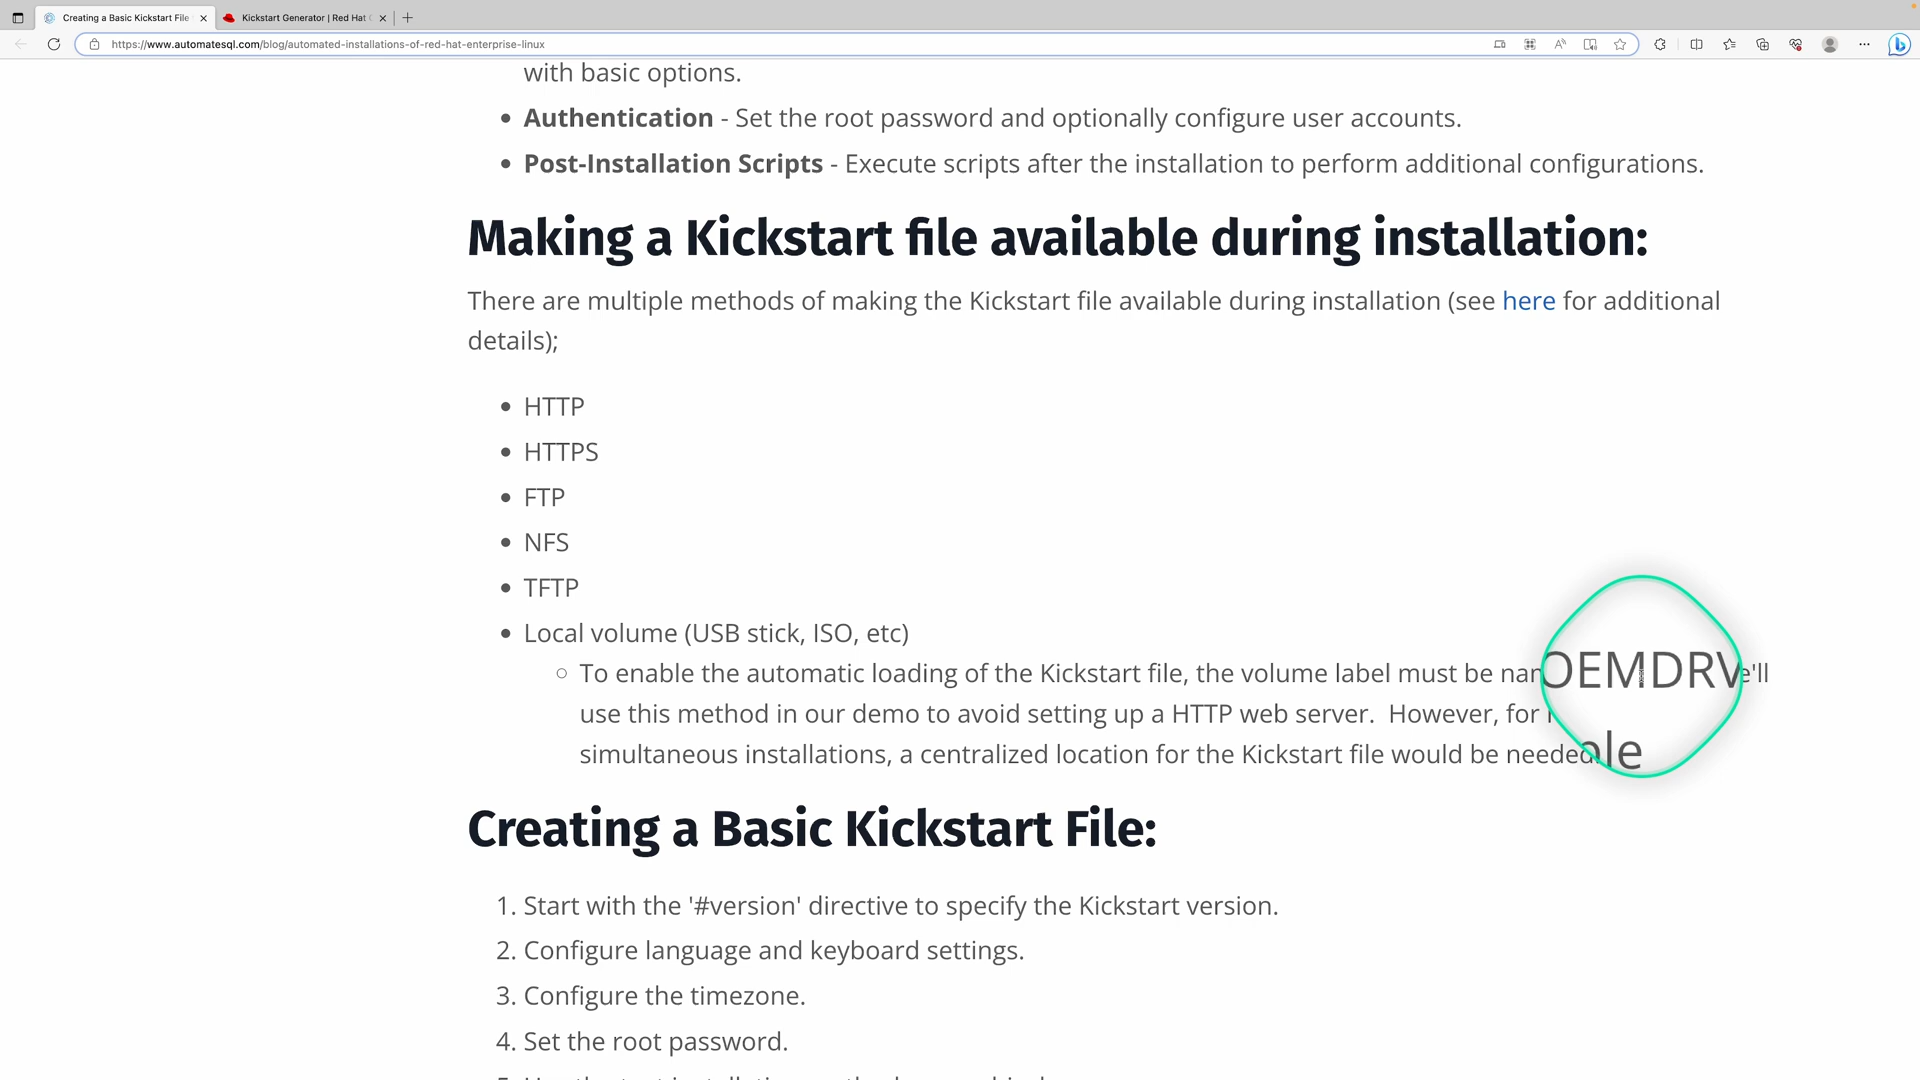 Creating a Basic Kickstart File
Kickstart Generator | Red Hat
https://www.automatesql.com/blog/automated-installations-of-red-hat-enterprise-linux
with basic options.
• Authentication - Set the root password and optionally configure user accounts.
• Post-Installation Scripts - Execute scripts after the installation to perform additional configurations.
Making a Kickstart file available during installation:
There are multiple methods of making the Kickstart file available during installation (see here for additional
details);
• HTTP
• HTTPS
• FTP
• NFS
• TFTP
• Local volume (USB stick, ISO, etc)
○ To enable the automatic loading of the Kickstart file, the volume label must be nam OEMDRV e'll
use this method in our demo to avoid setting up a HTTP web server. However, for
simultaneous installations, a centralized location for the Kickstart file would be needed. ole
Creating a Basic Kickstart File:
1. Start with the '#version' directive to specify the Kickstart version.
2. Configure language and keyboard settings.
3. Configure the timezone.
4. Set the root password.